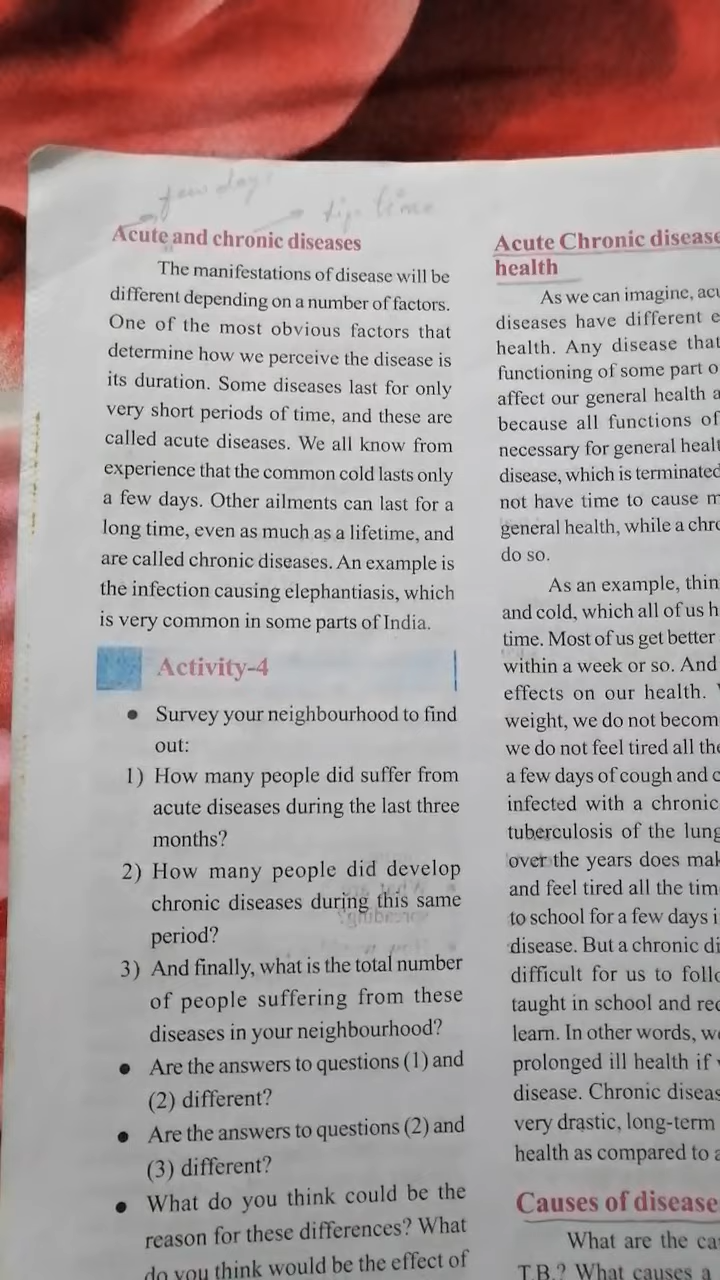 few days
time
Acute and chronic diseases
The manifestations of disease will be
different depending on a number of factors.
One of the most obvious factors that
determine how we perceive the disease is
its duration. Some diseases last for only
very short periods of time, and these are
called acute diseases. We all know from
experience that the common cold lasts only
a few days. Other ailments can last for a
long time, even as much as a lifetime, and
are called chronic diseases. An example is
the infection causing elephantiasis, which
is very common in some parts of India.
Activity-4
• Survey your neighbourhood to find
out:
1) How many people did suffer from
acute diseases during the last three
months?
2) How many people did develop
chronic diseases during this same
period?
3) And finally, what is the total number
of people suffering from these
diseases in your neighbourhood?
• Are the answers to questions (1) and
(2) different?
• Are the answers to questions (2) and
(3) different?
• What do you think could be the
reason for these differences? What
do you think would be the effect of
Acute Chronic disease
health
As we can imagine, acu
diseases have different e
health. Any disease that
functioning of some part o
affect our general health a
because all functions of
necessary for general healt
disease, which is terminated
not have time to cause m
general health, while a chro
do so.
As an example, thin
and cold, which all of us h
time. Most of us get better
within a week or so. And
effects on our health.
weight, we do not becom
we do not feel tired all the
a few days of cough and c
infected with a chronic
tuberculosis of the lung
over the years does mak
and feel tired all the tim
to school for a few days i
disease. But a chronic di
difficult for us to follo
taught in school and red
learn. In other words, we
prolonged ill health if
disease. Chronic diseas
very drastic, long-term
health as compared to a
Causes of disease
What are the ca
T.B.? What causes a